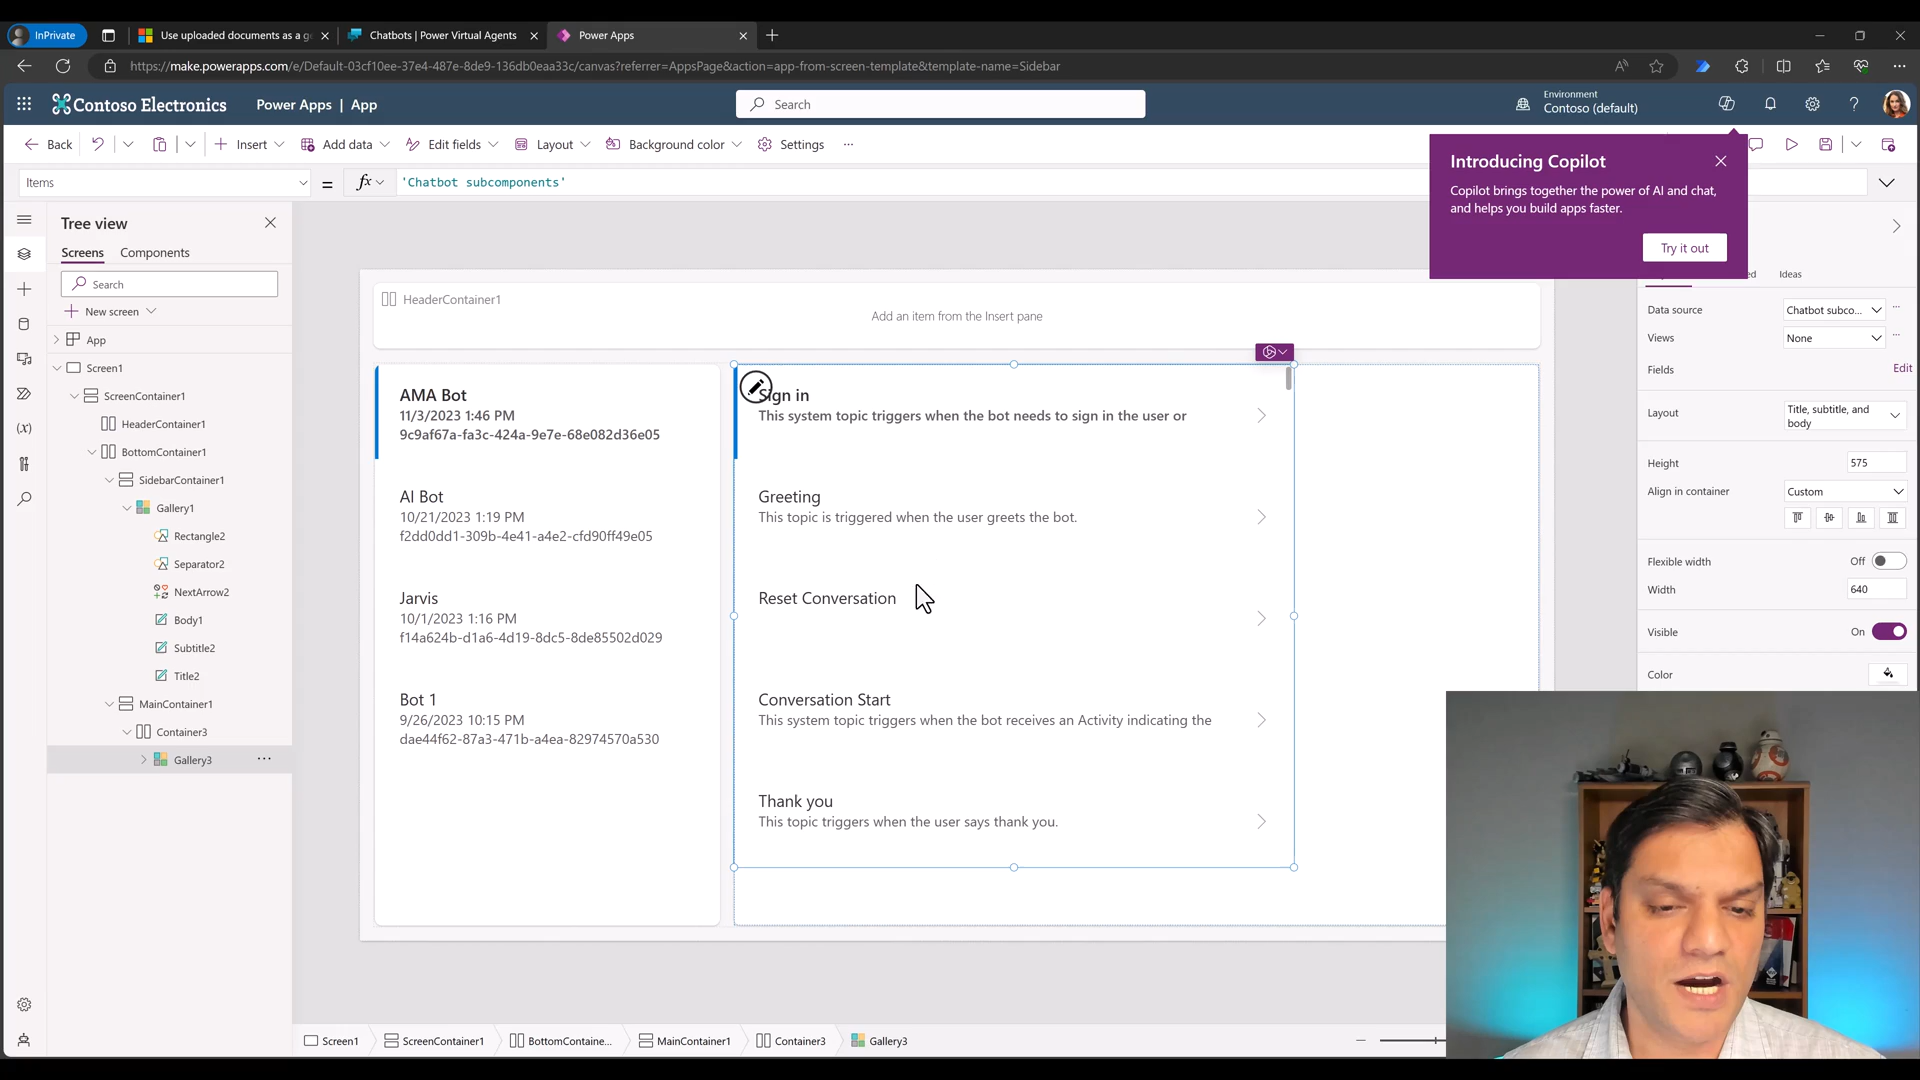 InPrivate
Use uploaded documents as a g
Chatbots | Power Virtual Agents
Power Apps
https://make.powerapps.com/e/Default-03cf10ee-37e4-487e-8de9-136db0eaa33c/canvas?referrer=AppsPage&action=app-from-screen-template&template-name=Sidebar
Contoso Electronics
Power Apps | App
Search
Environment
Contoso (default)
Back
Insert
Add data
Edit fields
Layout
Background color
Settings
Introducing Copilot
Copilot brings together the power of AI and chat,
and helps you build apps faster.
Try it out
Items
=
fx
'Chatbot subcomponents'
Tree view
Screens
Components
Search
New screen
App
Screen1
ScreenContainer1
HeaderContainer1
BottomContainer1
SidebarContainer1
Gallery1
Rectangle2
Separator2
NextArrow2
Body1
Subtitle2
Title2
MainContainer1
Container3
Gallery3
HeaderContainer1
Add an item from the Insert pane
AMA Bot
11/3/2023 1:46 PM
9c9af67a-fa3c-424a-9e7e-68e082d36e05
AI Bot
10/21/2023 1:19 PM
f2dd0dd1-309b-4e41-a4e2-cfd90ff49e05
Jarvis
10/1/2023 1:16 PM
f14a624b-d1a6-4d19-8dc5-8de85502d029
Bot 1
9/26/2023 10:15 PM
dae44f62-87a3-471b-a4ea-82974570a530
Sign in
This system topic triggers when the bot needs to sign in the user or
Greeting
This topic is triggered when the user greets the bot.
Reset Conversation
Conversation Start
This system topic triggers when the bot receives an Activity indicating the
Thank you
This topic triggers when the user says thank you.
ed
Ideas
Data source
Chatbot subco...
Views
None
Fields
Edit
Layout
Title, subtitle, and
body
Height
575
Align in container
Custom
Flexible width
Off
Width
640
Visible
On
Color
Screen1
ScreenContainer1
BottomContaine...
MainContainer1
Container3
Gallery3